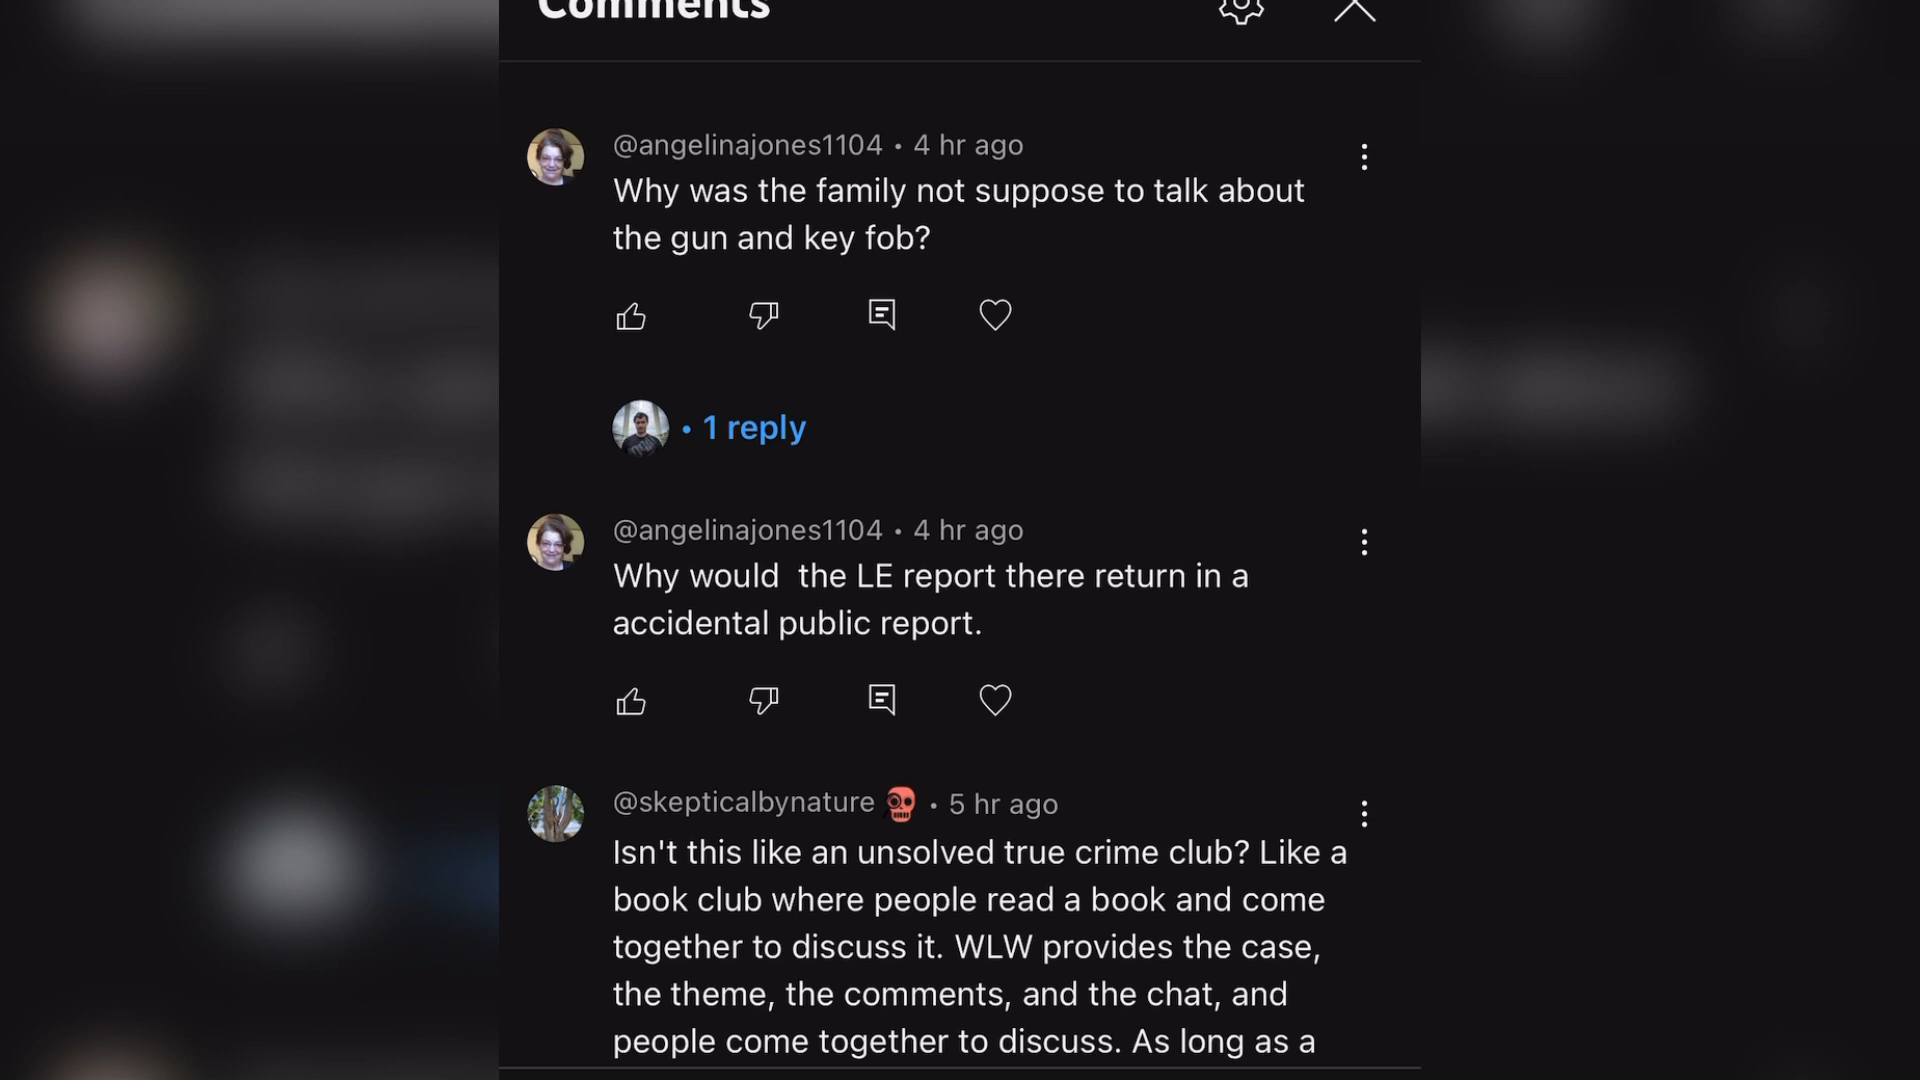 Comments
@angelinajones1104 • 4 hr ago
Why was the family not suppose to talk about
the gun and key fob?
• 1 reply
@angelinajones1104 • 4 hr ago
Why would  the LE report there return in a
accidental public report.
@skepticalbynature • 5 hr ago
Isn't this like an unsolved true crime club? Like a
book club where people read a book and come
together to discuss it. WLW provides the case,
the theme, the comments, and the chat, and
people come together to discuss. As long as a